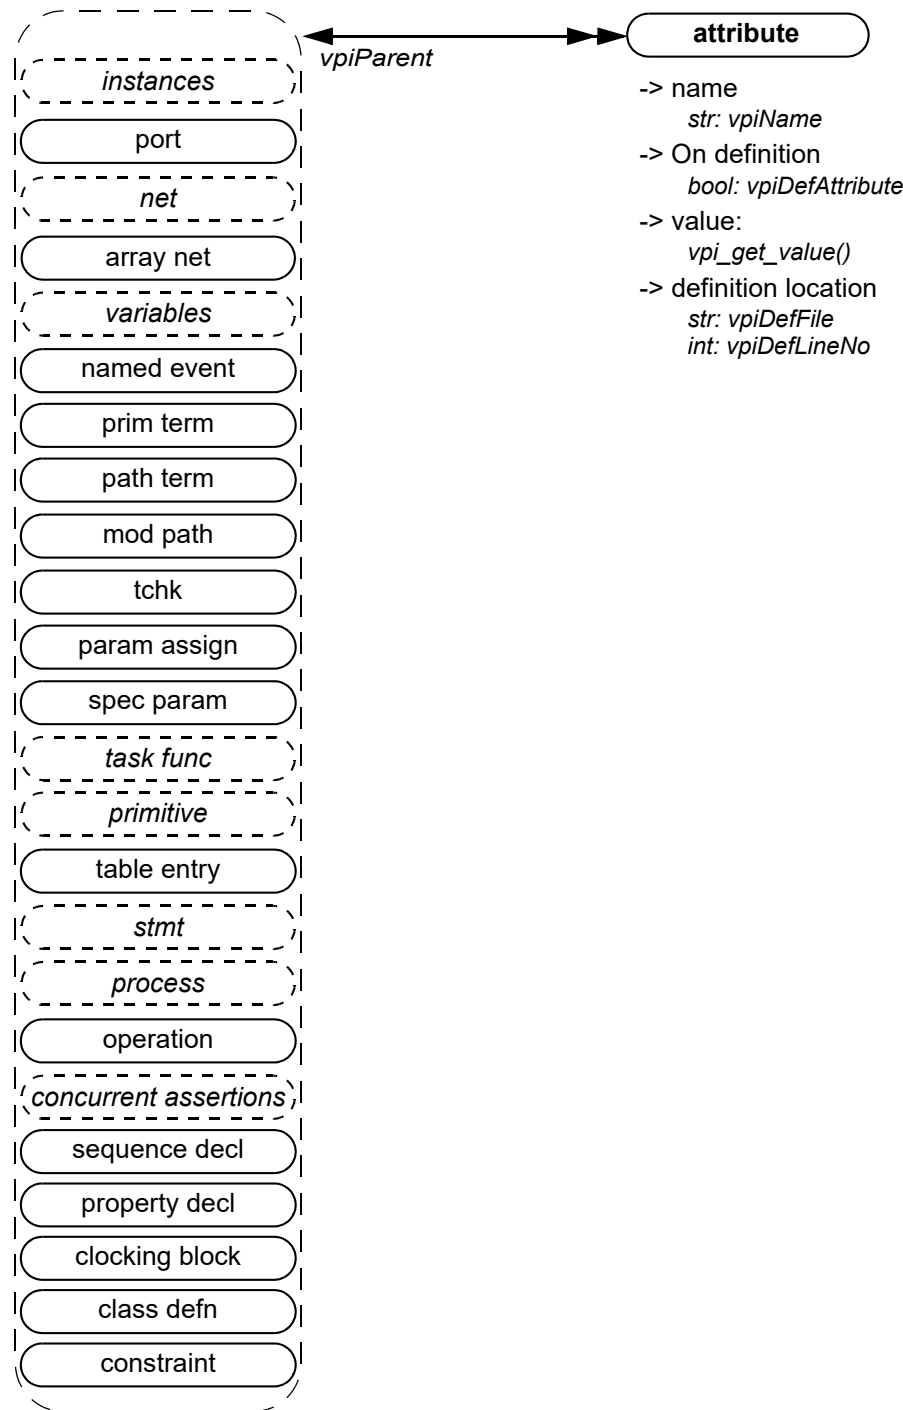 instances
port
net
array net
variables
named event
prim term
path term
mod path
tchk
param assign
spec param
task func
primitive
table entry
stmt
process
operation
concurrent assertions
sequence decl
property decl
clocking block
class defn
constraint
vpiParent
attribute
-> name
str: vpiName
-> On definition
bool: vpiDefAttribute
-> value:
vpi_get_value()
-> definition location
str: vpiDefFile
int: vpiDefLineNo